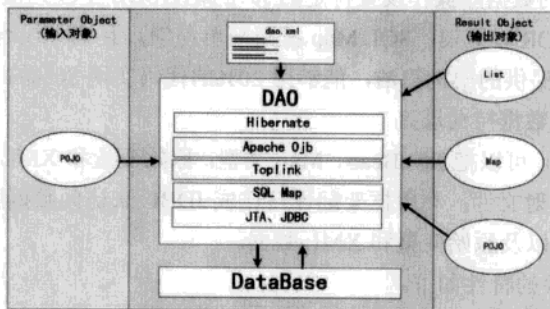 Parameter Object
(输入对象)
dao.xml
Result Object
(输出对象)
List
DAO
Hibernate
Apache Ojb
Toplink
SQL Map
JTA、JDBC
POJO
Map
POJO
DataBase